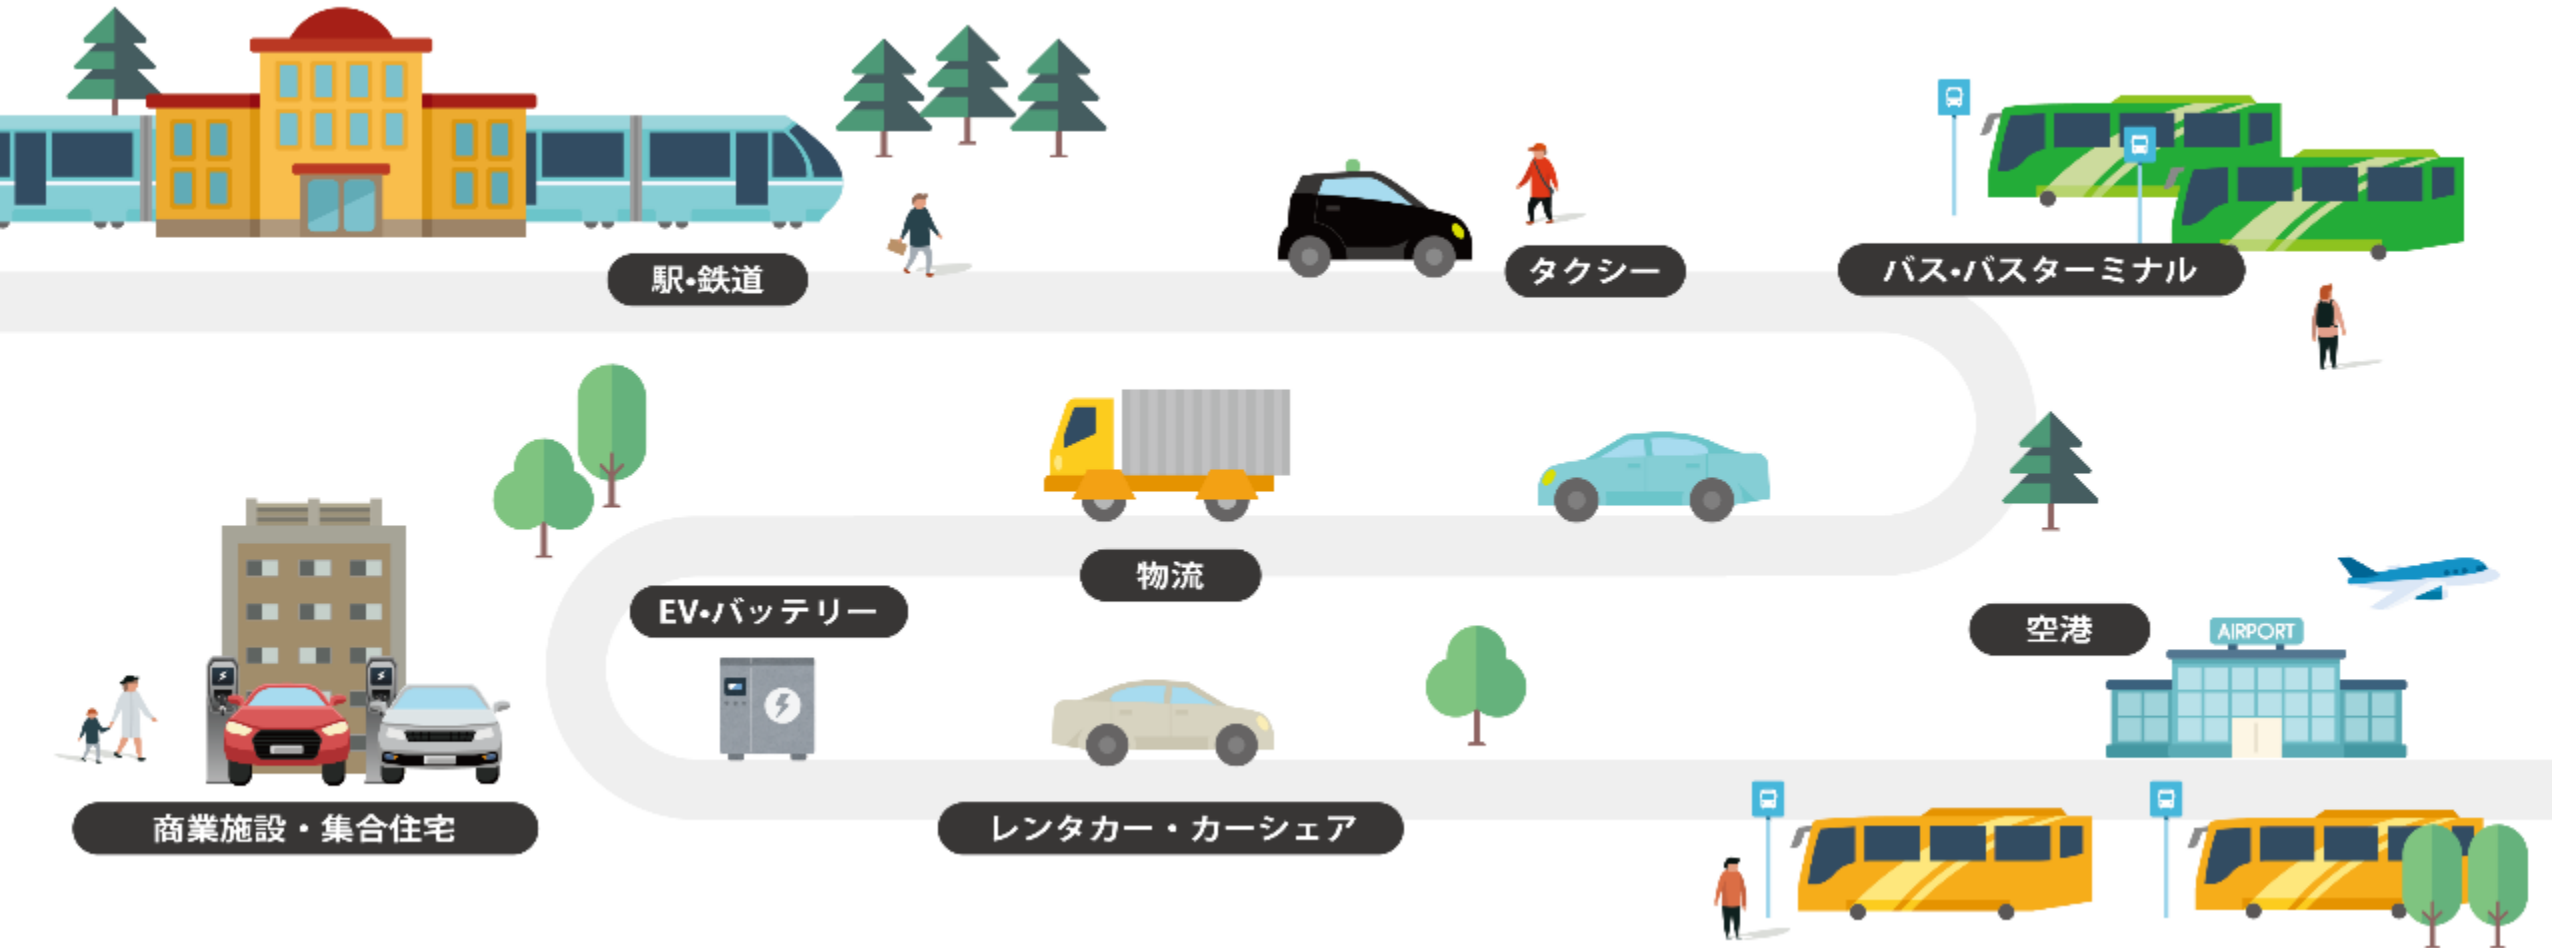 駅・鉄道
タクシー
バス・バスターミナル
物流
EV・バッテリー
空港
AIRPORT
商業施設・集合住宅
レンタカー・カーシェア